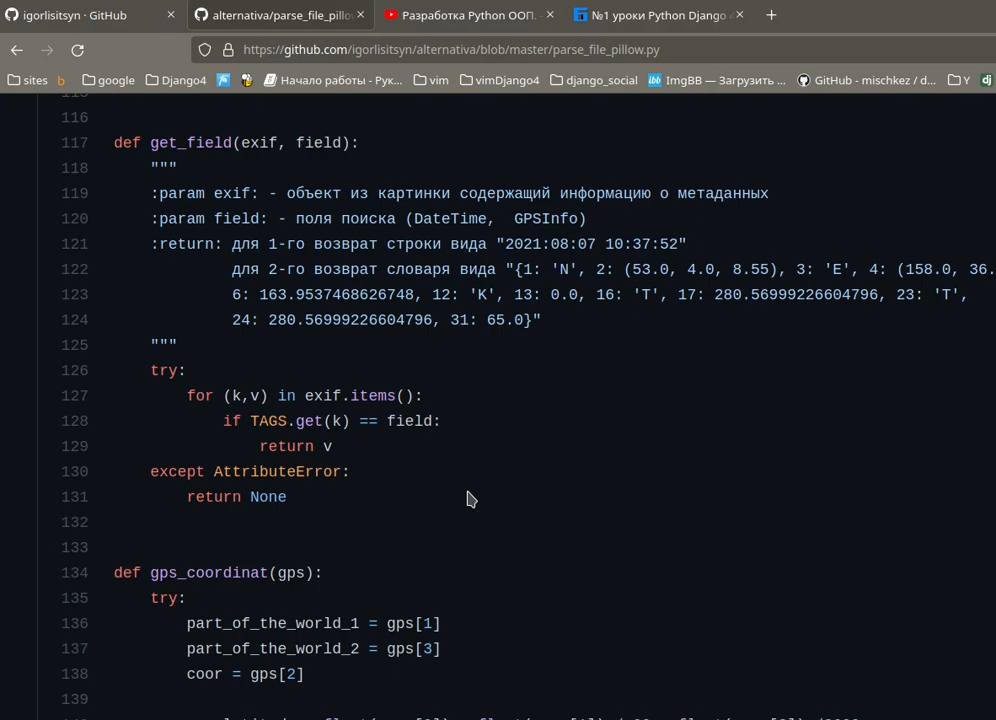 igorlisitsyn · GitHub
alternativa/parse_file_pillo
Разработка Python ООП. -
№1 уроки Python Django
https://github.com/igorlisitsyn/alternativa/blob/master/parse_file_pillow.py
sites
b
google
Django4
Начало работы - Рук...
vim
vimDjango4
django_social
ibb ImgBB — Загрузить ...
GitHub - mischkez / d...
Y
dj
116
117 def get_field(exif, field):
118 """
119 :param exif: - объект из картинки содержащий информацию о метаданных
120 :param field: - поля поиска (DateTime,  GPSInfo)
121 :return: для 1-го возврат строки вида "2021:08:07 10:37:52"
122 для 2-го возврат словаря вида "{1: 'N', 2: (53.0, 4.0, 8.55), 3: 'E', 4: (158.0, 36.
123 6: 163.9537468626748, 12: 'K', 13: 0.0, 16: 'T', 17: 280.56999226604796, 23: 'T',
124 24: 280.56999226604796, 31: 65.0}"
125 """
126 try:
127 for (k,v) in exif.items():
128 if TAGS.get(k) == field:
129 return v
130 except AttributeError:
131 return None
132
133
134 def gps_coordinat(gps):
135 try:
136 part_of_the_world_1 = gps[1]
137 part_of_the_world_2 = gps[3]
138 coor = gps[2]
139